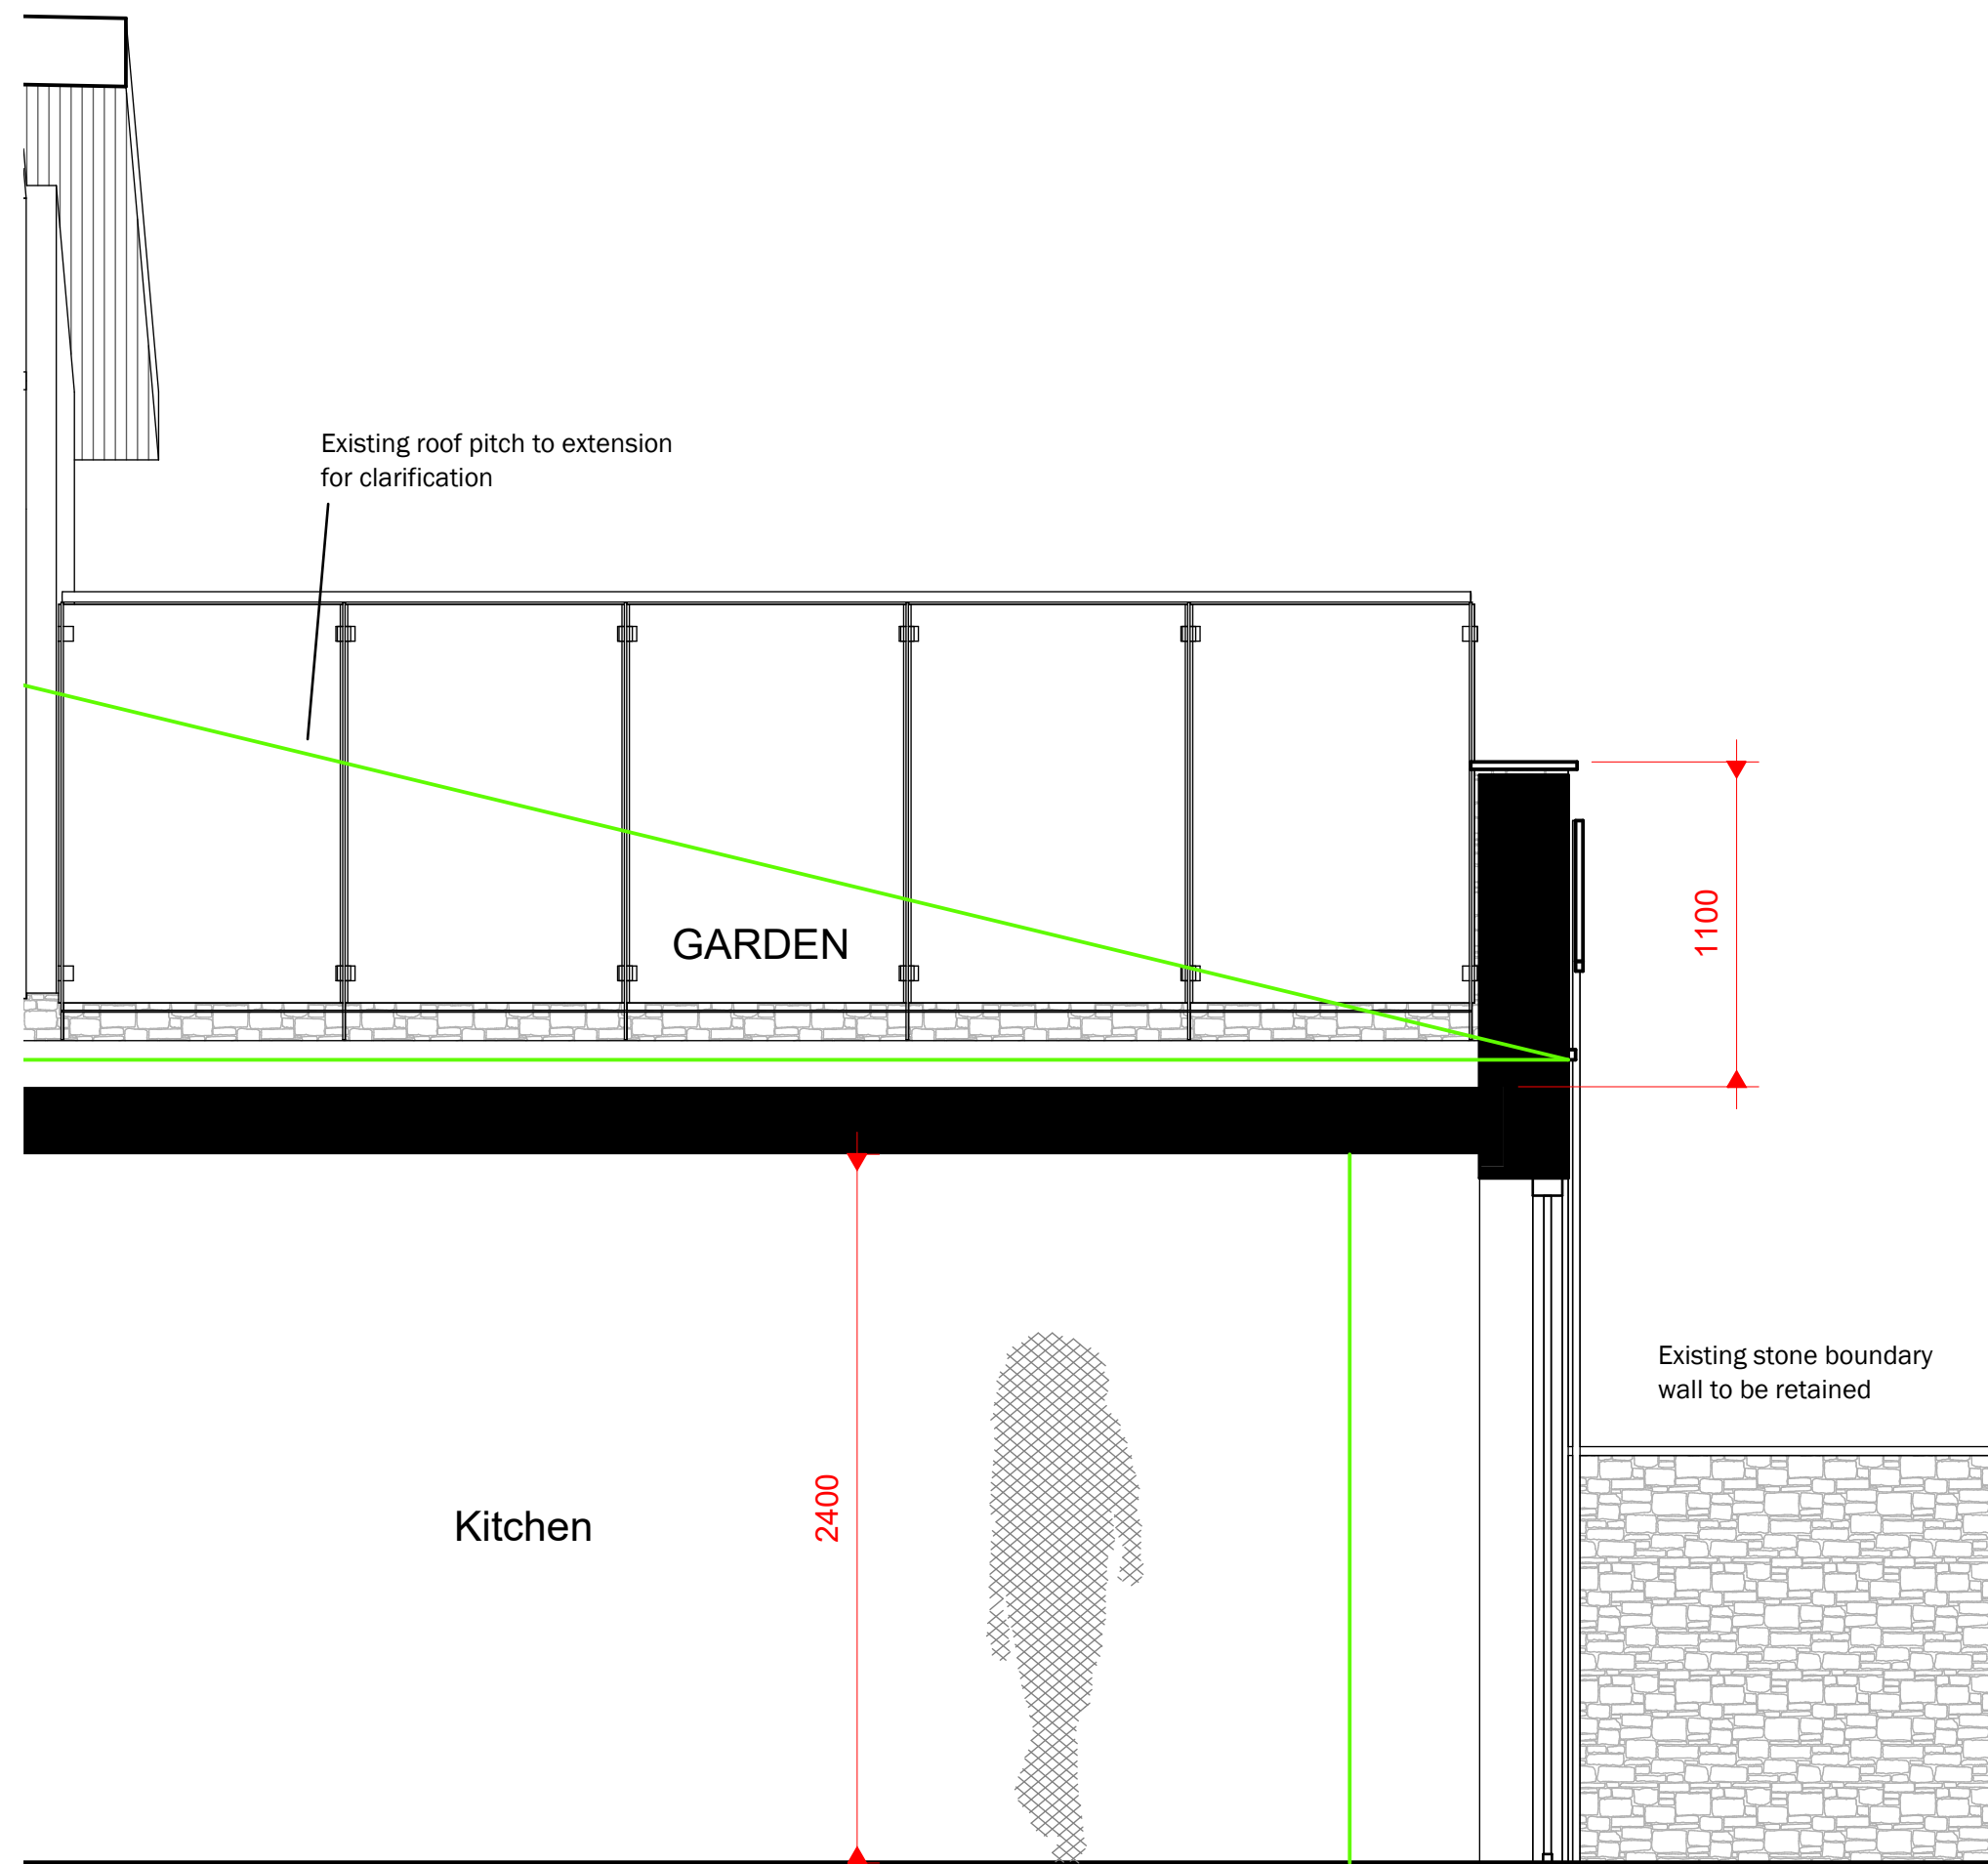 Existing roof pitch to extension
for clarification
GARDEN
1100
Existing stone boundary
wall to be retained
Kitchen
2400